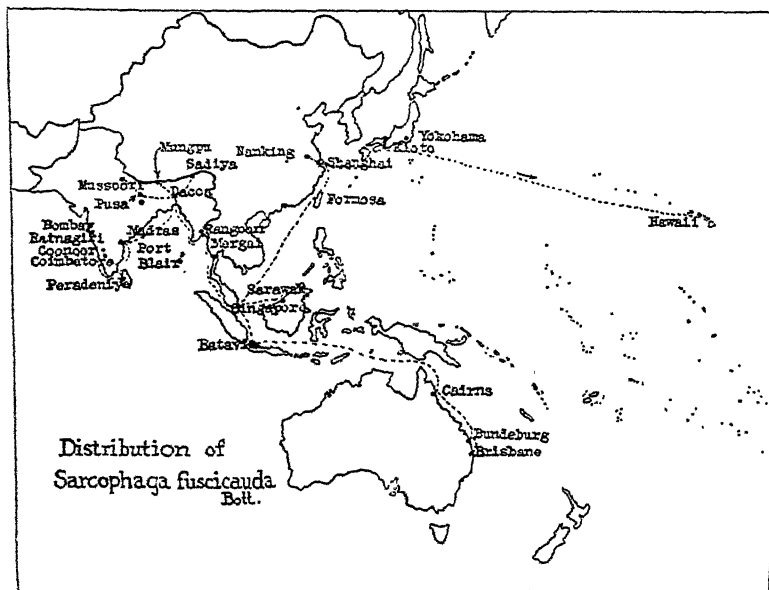 Mungpu
Sadiya
Nanking
Yokohama
Kioto
Shanghai
Mussoori
Dacca
Pusa
Formosa
Bombay
Ratnagiri
Coonoor
Coimbatore
Madras
Port
Blair
Rangoon
Mergai
Hawaii
Peradeniya
Sarawak
Singapore
Batavia
Cairns
Bundeburg
Brisbane
Distribution of
Sarcophaga fuscicauda
Bott.